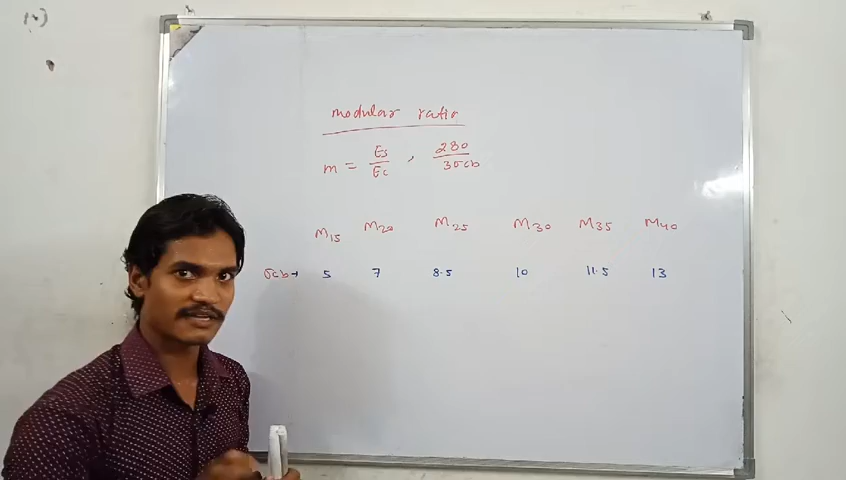 modular ratio
m = Es/Ec , 280/3σcb
M15 M20 M25 M30 M35 M40
σcb→ 5 7 8.5 10 11.5 13